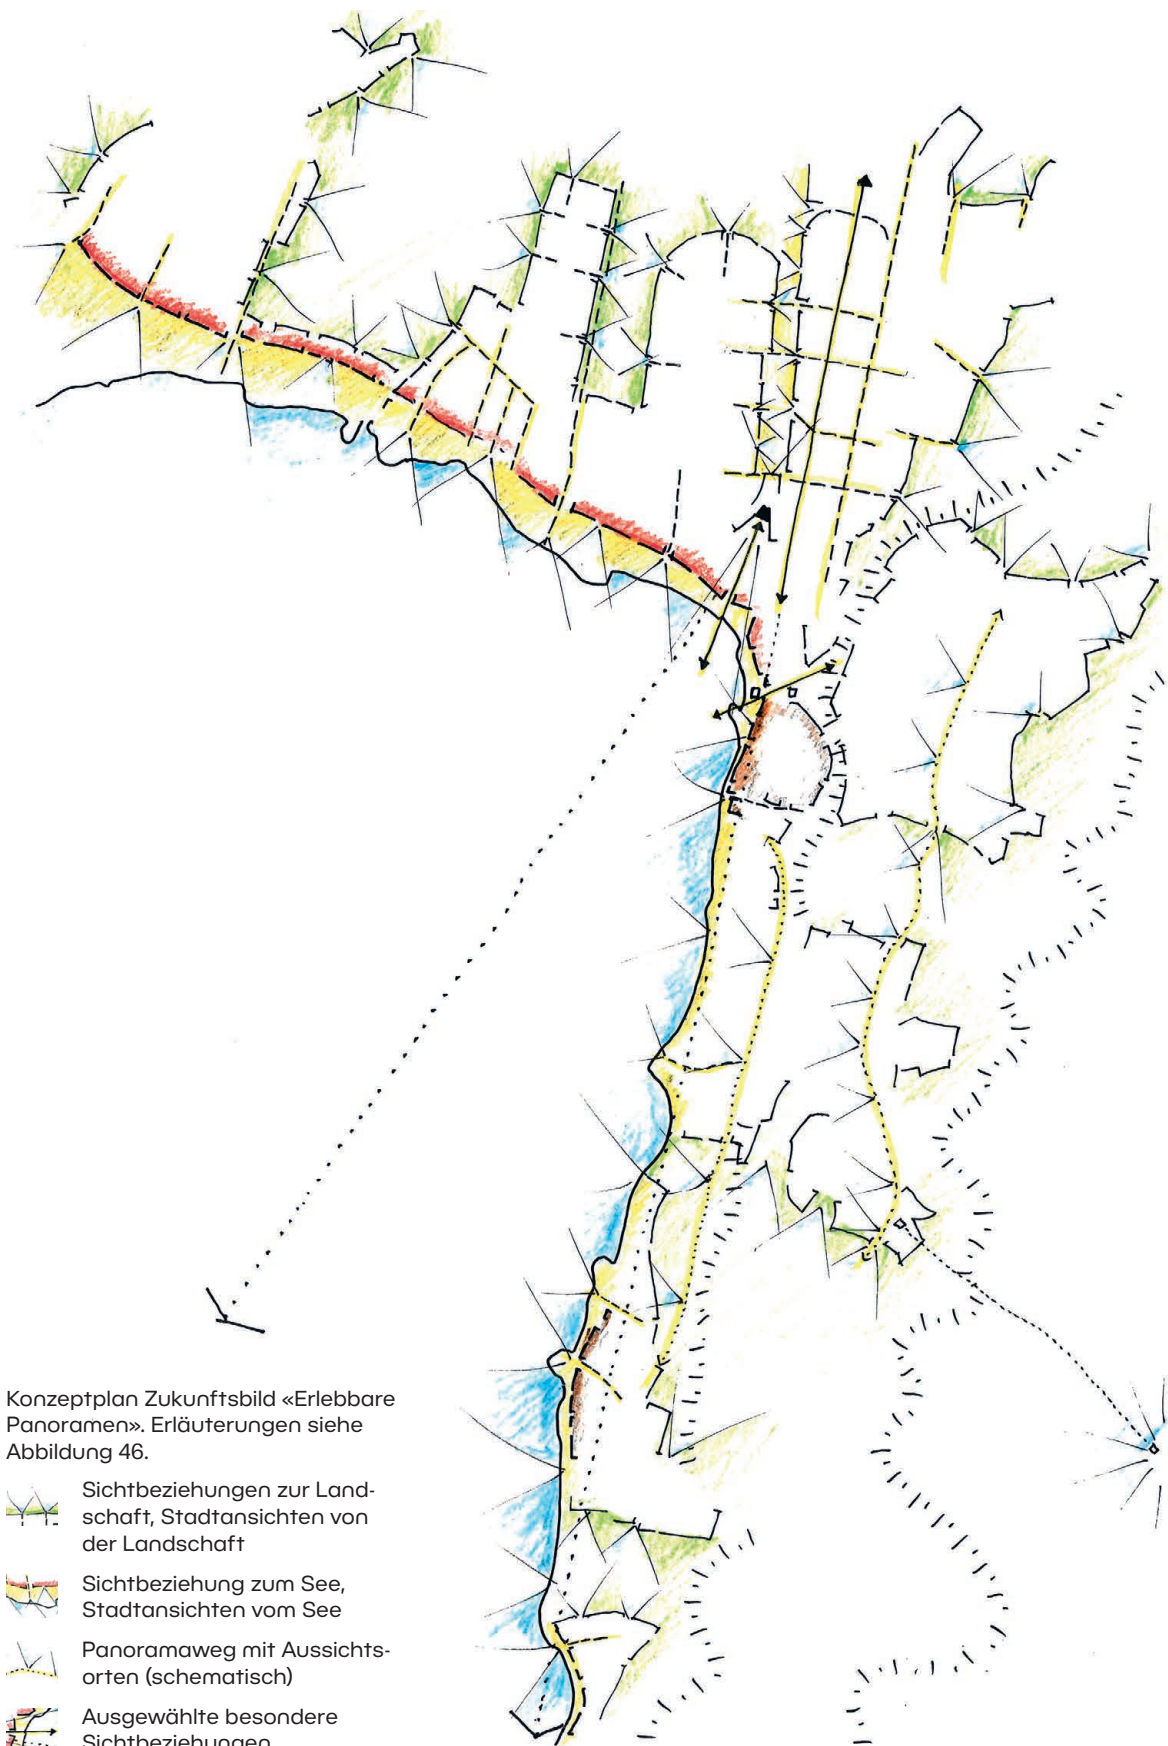 Konzeptplan Zukunftsbild «Erlebbare
Panoramen». Erläuterungen siehe
Abbildung 46.
Sichtbeziehungen zur Land-
schaft, Stadtansichten von
der Landschaft
Sichtbeziehung zum See,
Stadtansichten vom See
Panoramaweg mit Aussichts-
orten (schematisch)
Ausgewählte besondere
Sichtbeziehungen